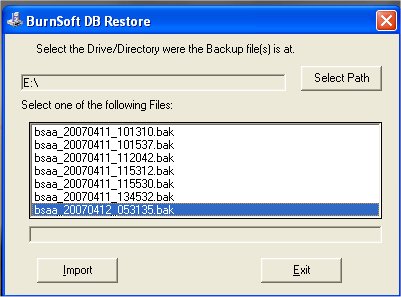 BurnSoft DB Restore
Select the Drive/Directory were the Backup file(s) is at.
E:\
Select Path
Select one of the following Files:
bsaa_20070411_101310.bak
bsaa_20070411_101537.bak
bsaa_20070411_112042.bak
bsaa_20070411_115312.bak
bsaa_20070411_115530.bak
bsaa_20070411_134532.bak
bsaa_20070412_053135.bak
Import
Exit